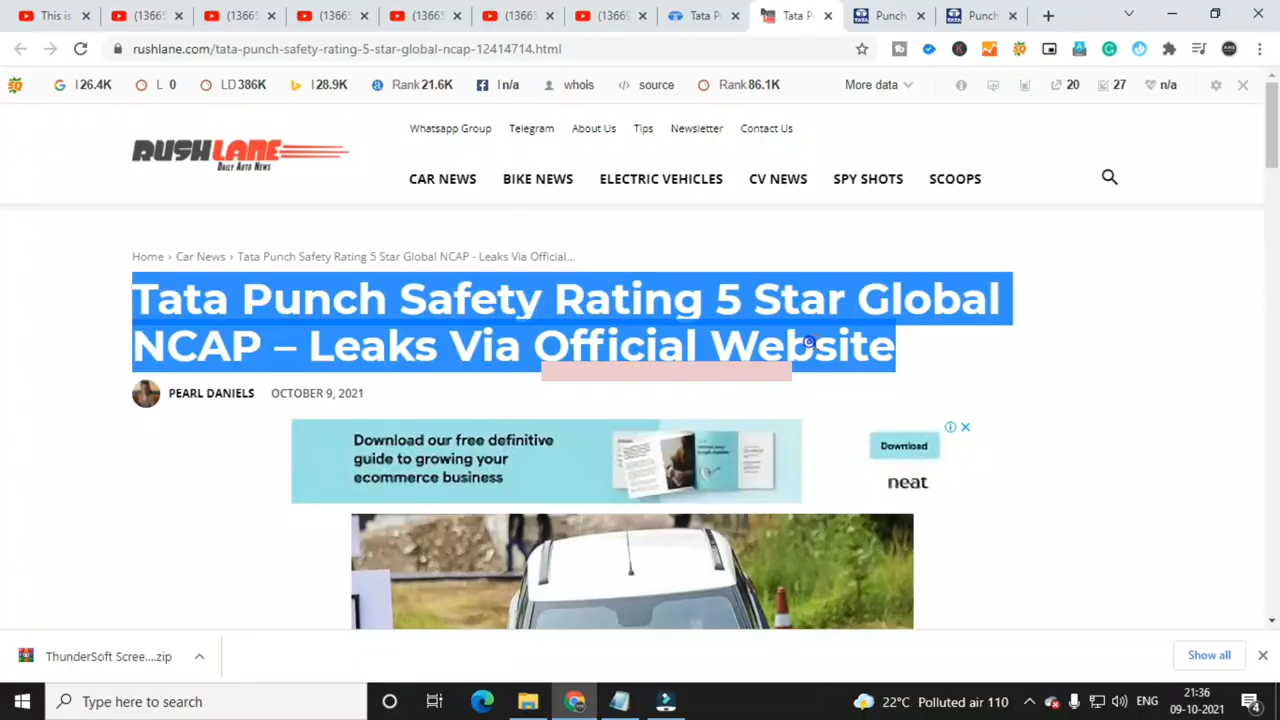 This is
(1366
(13665
(13665
(13665
(13665
(13669
Tata P
Tata P
Punch
Punch
rushlane.com/tata-punch-safety-rating-5-star-global-ncap-12414714.html
I 26.4K
L 0
LD 386K
I 28.9K
Rank 21.6K
I n/a
whois
source
Rank 86.1K
More data
20
27
n/a
RUSHLANE
DAILY AUTO NEWS
Whatsapp Group
Telegram
About Us
Tips
Newsletter
Contact Us
CAR NEWS
BIKE NEWS
ELECTRIC VEHICLES
CV NEWS
SPY SHOTS
SCOOPS
Home › Car News › Tata Punch Safety Rating 5 Star Global NCAP - Leaks Via Official...
Tata Punch Safety Rating 5 Star Global
NCAP – Leaks Via Official Website
PEARL DANIELS
OCTOBER 9, 2021
Download our free definitive
guide to growing your
ecommerce business
Download
neat
ThunderSoft Scree....zip
Show all
Type here to search
22°C Polluted air 110
ENG
21:36
09-10-2021
4